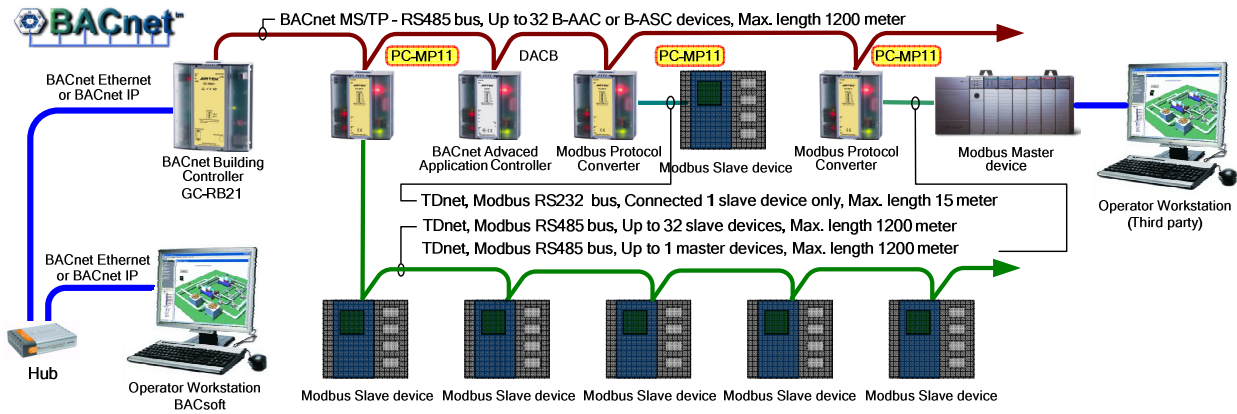 BACnet™
BACnet MS/TP - RS485 bus, Up to 32 B-AAC or B-ASC devices, Max. length 1200 meter
PC-MP11
DACB
PC-MP11
PC-MP11
BACnet Ethernet
or BACnet IP
BACnet Building
Controller
GC-RB21
BACnet Advaced
Application Controller
Modbus Protocol
Converter
Modbus Slave device
Modbus Protocol
Converter
Modbus Master
device
Operator Workstation
(Third party)
TDnet, Modbus RS232 bus, Connected 1 slave device only, Max. length 15 meter
TDnet, Modbus RS485 bus, Up to 32 slave devices, Max. length 1200 meter
TDnet, Modbus RS485 bus, Up to 1 master devices, Max. length 1200 meter
BACnet Ethernet
or BACnet IP
Hub
Operator Workstation
BACsoft
Modbus Slave device
Modbus Slave device
Modbus Slave device
Modbus Slave device
Modbus Slave device